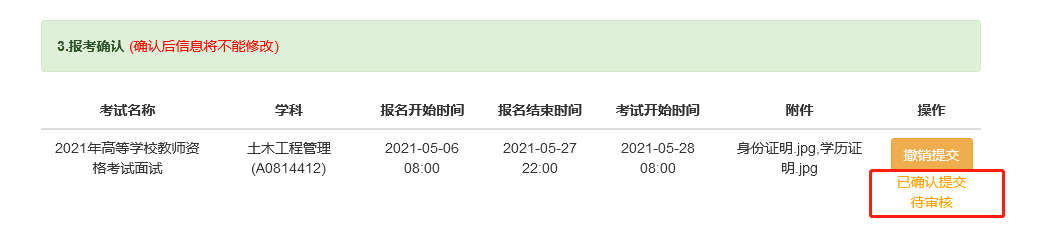 3.报考确认 (确认后信息将不能修改)
考试名称 学科 报名开始时间 报名结束时间 考试开始时间 附件 操作
2021年高等学校教师资 土木工程管理 2021-05-06 2021-05-27 2021-05-28 身份证明.jpg,学历证 撤销提交
格考试面试 (A0814412) 08:00 22:00 08:00 明.jpg
已确认提交
待审核